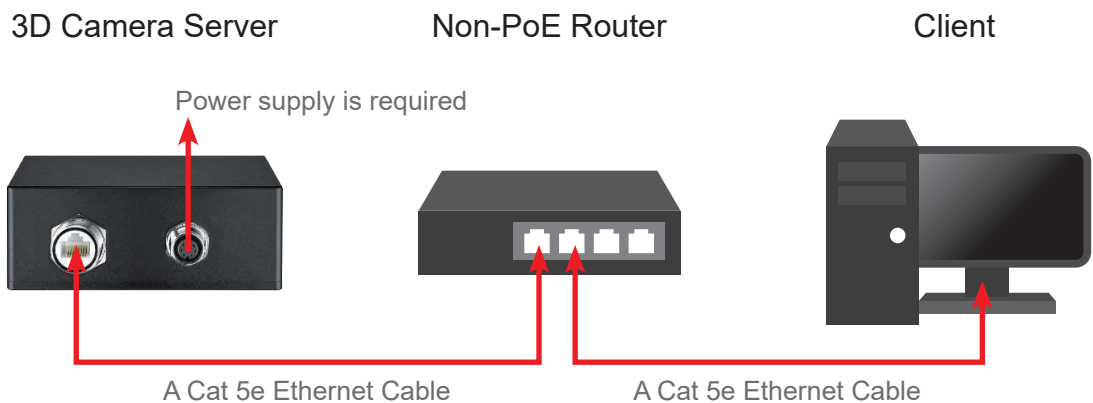 3D Camera Server
Non-PoE Router
Client
Power supply is required
A Cat 5e Ethernet Cable
A Cat 5e Ethernet Cable